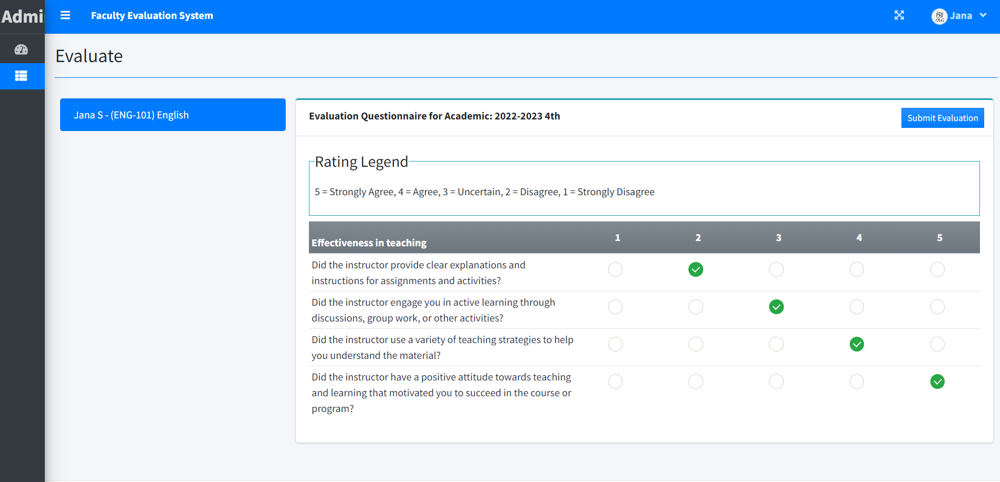 Admi
Faculty Evaluation System
Jana
Evaluate
Jana S - (ENG-101) English
Evaluation Questionnaire for Academic: 2022-2023 4th
Submit Evaluation
Rating Legend
5 = Strongly Agree, 4 = Agree, 3 = Uncertain, 2 = Disagree, 1 = Strongly Disagree
Effectiveness in teaching 1 2 3 4 5
Did the instructor provide clear explanations and
instructions for assignments and activities?
Did the instructor engage you in active learning through
discussions, group work, or other activities?
Did the instructor use a variety of teaching strategies to help
you understand the material?
Did the instructor have a positive attitude towards teaching
and learning that motivated you to succeed in the course or
program?